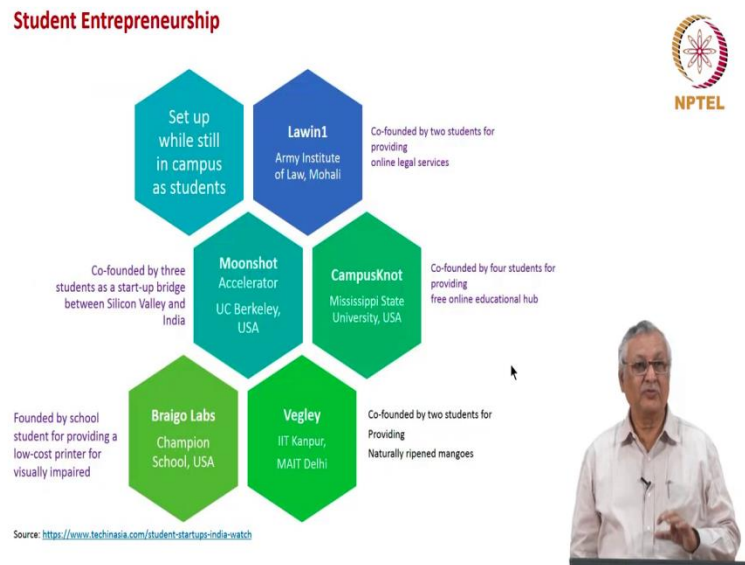 Student Entrepreneurship
NPTEL
Set up
while still
in campus
as students
Lawin1
Army Institute
of Law, Mohali
Co-founded by two students for
providing
online legal services
Co-founded by three
students as a start-up bridge
between Silicon Valley and
India
Moonshot
Accelerator
UC Berkeley,
USA
CampusKnot
Mississippi State
University, USA
Co-founded by four students for
providing
free online educational hub
Founded by school
student for providing a
low-cost printer for
visually impaired
Braigo Labs
Champion
School, USA
Vegley
IIT Kanpur,
MAIT Delhi
Co-founded by two students for
Providing
Naturally ripened mangoes
Source: https://www.techinasia.com/student-startups-india-watch